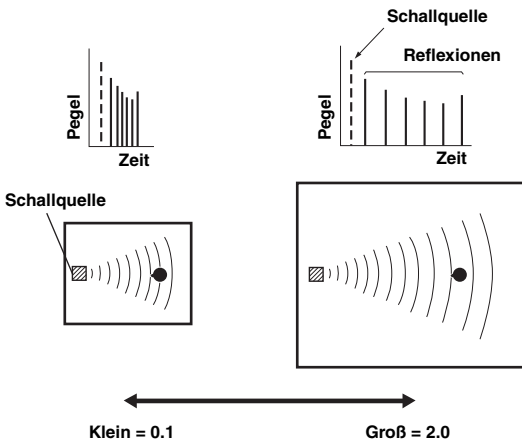 Schallquelle
Reflexionen
Pegel
Zeit
Pegel
Zeit
Schallquelle
Klein = 0.1
Groß = 2.0